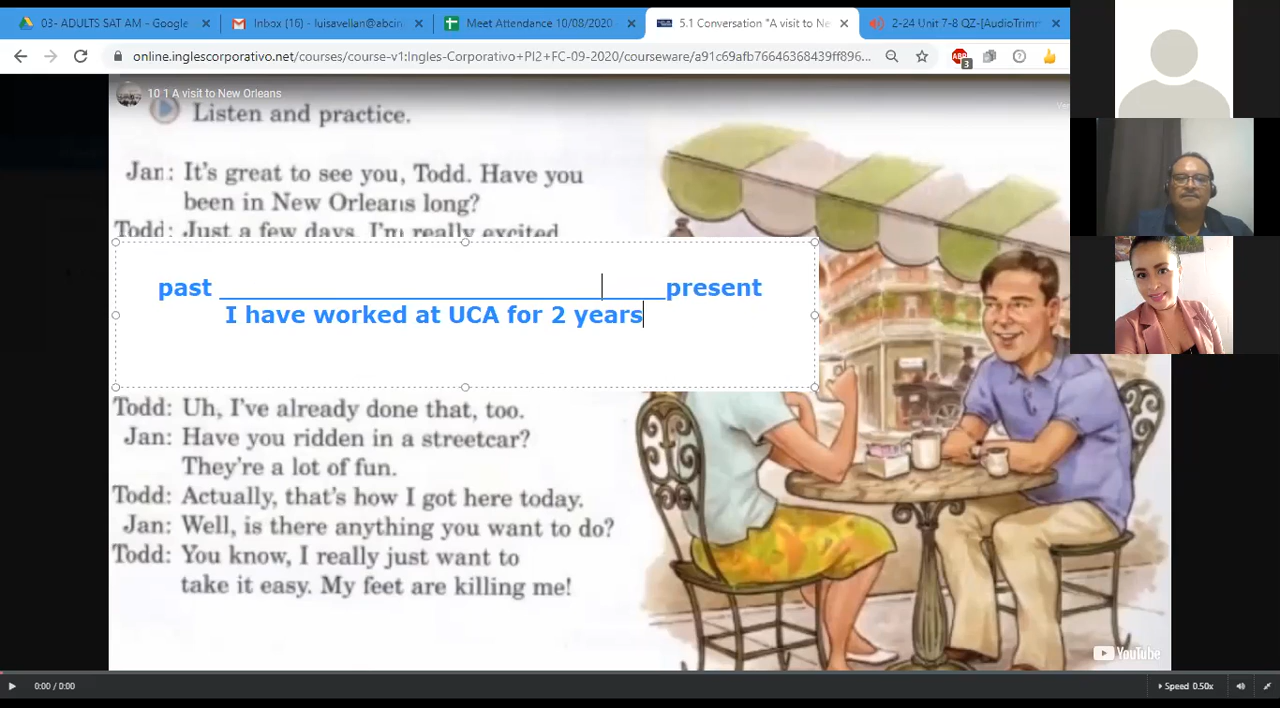 03- ADULTS SAT AM - Google
Inbox (16) - luisavellan@abcin
Meet Attendance 10/08/2020
5.1 Conversation "A visit to Ne
2-24 Unit 7-8 QZ-[AudioTrimm
online.inglescorporativo.net/courses/course-v1:Ingles-Corporativo+PI2+FC-09-2020/courseware/a91c69afb76646368439ff896...
ABP
3
10 1 A visit to New Orleans
Listen and practice.
Jan: It's great to see you, Todd. Have you
been in New Orleans long?
Todd: Just a few days. I'm really excited
past ______________________________present
I have worked at UCA for 2 years
Todd: Uh, I've already done that, too.
Jan: Have you ridden in a streetcar?
They're a lot of fun.
Todd: Actually, that's how I got here today.
Jan: Well, is there anything you want to do?
Todd: You know, I really just want to
take it easy. My feet are killing me!
YouTube
0:00 / 0:00
Speed 0.50x